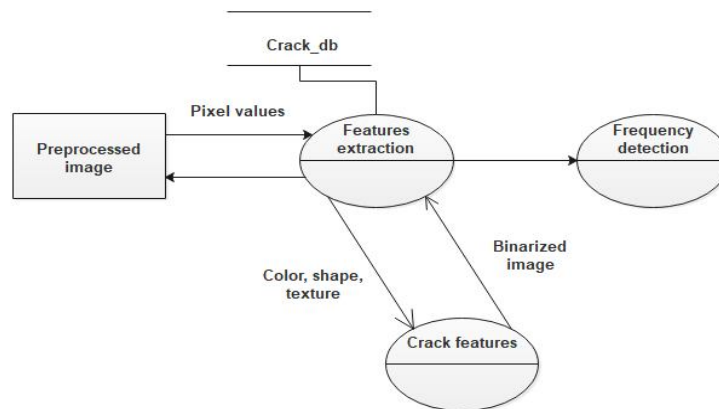 Crack_db
Pixel values
Preprocessed
image
Features
extraction
Frequency
detection
Color, shape,
texture
Binarized
image
Crack features